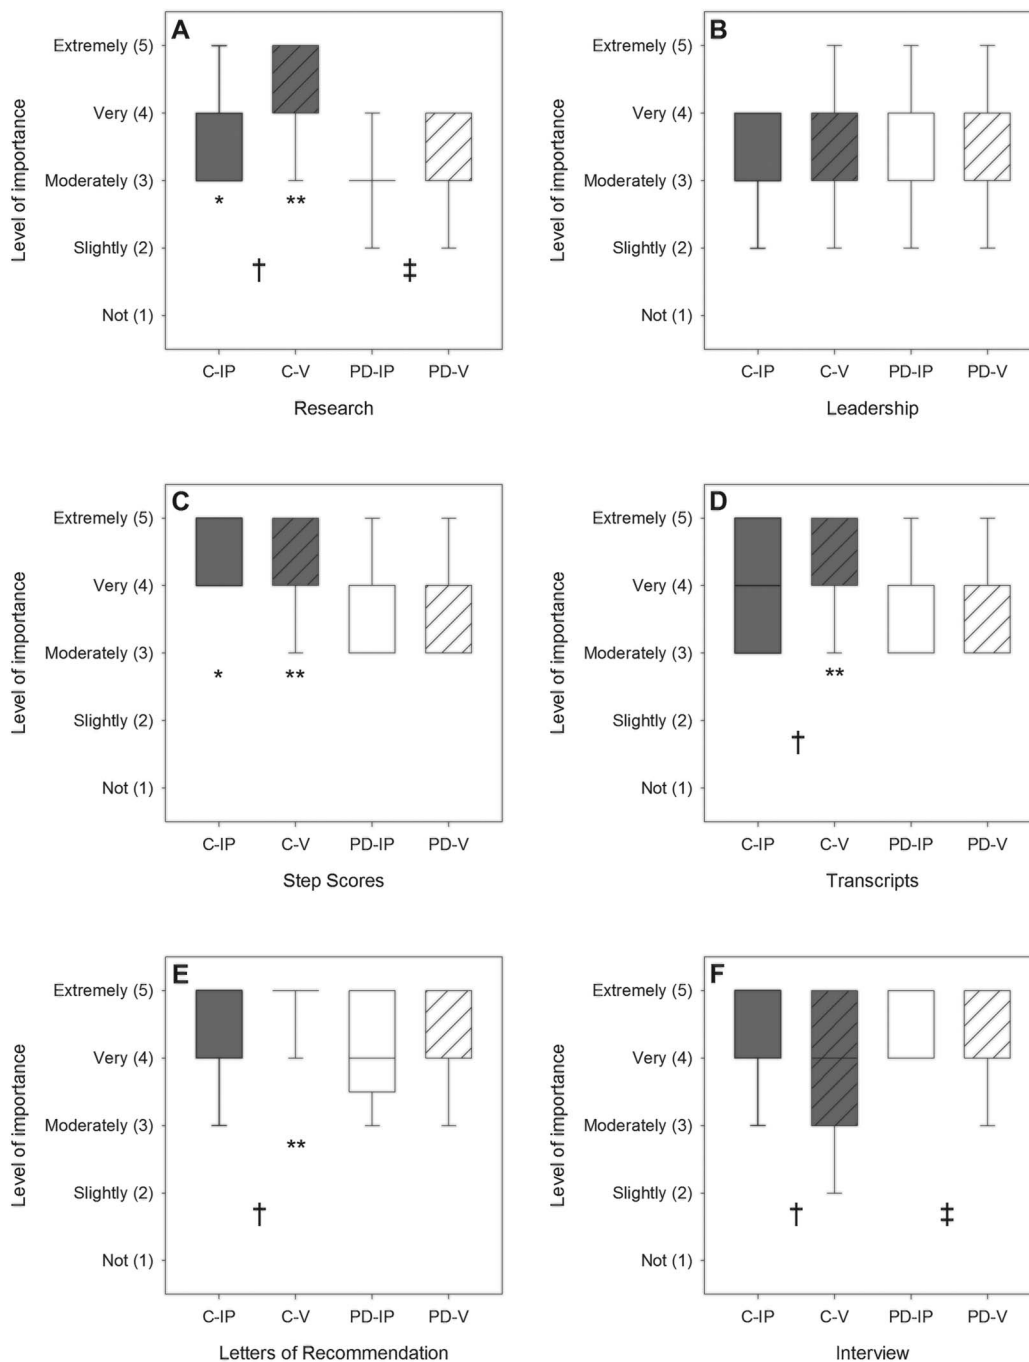 A
Level of importance
Extremely (5)
Very (4)
Moderately (3)
Slightly (2)
Not (1)
* ** † ‡
C-IP C-V PD-IP PD-V
Research
B
Level of importance
Extremely (5)
Very (4)
Moderately (3)
Slightly (2)
Not (1)
C-IP C-V PD-IP PD-V
Leadership
C
Level of importance
Extremely (5)
Very (4)
Moderately (3)
Slightly (2)
Not (1)
* **
C-IP C-V PD-IP PD-V
Step Scores
D
Level of importance
Extremely (5)
Very (4)
Moderately (3)
Slightly (2)
Not (1)
** †
C-IP C-V PD-IP PD-V
Transcripts
E
Level of importance
Extremely (5)
Very (4)
Moderately (3)
Slightly (2)
Not (1)
** †
C-IP C-V PD-IP PD-V
Letters of Recommendation
F
Level of importance
Extremely (5)
Very (4)
Moderately (3)
Slightly (2)
Not (1)
† ‡
C-IP C-V PD-IP PD-V
Interview